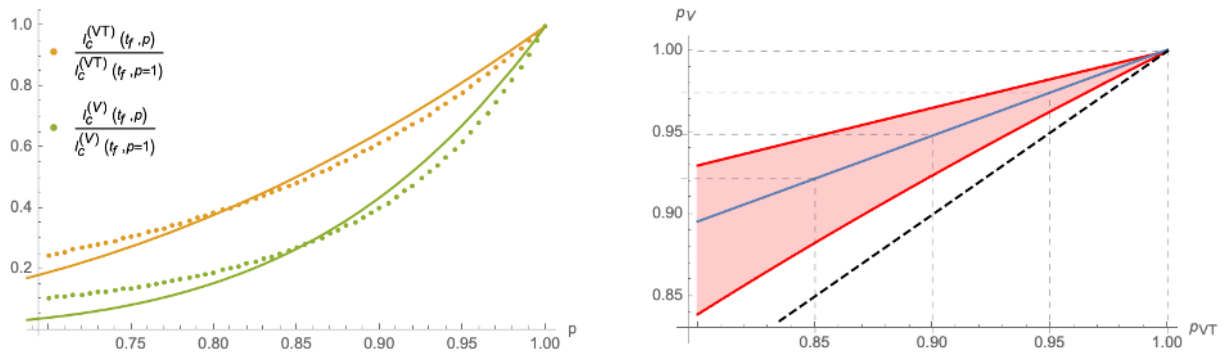 1.0
I_c^(VT) (t_f ,p)
I_c^(VT) (t_f ,p=1)
I_c^(V) (t_f ,p)
I_c^(V) (t_f ,p=1)
0.8
0.6
0.4
0.2
0.75 0.80 0.85 0.90 0.95 1.00 p
p_V
1.00
0.95
0.90
0.85
0.85 0.90 0.95 1.00 p_VT